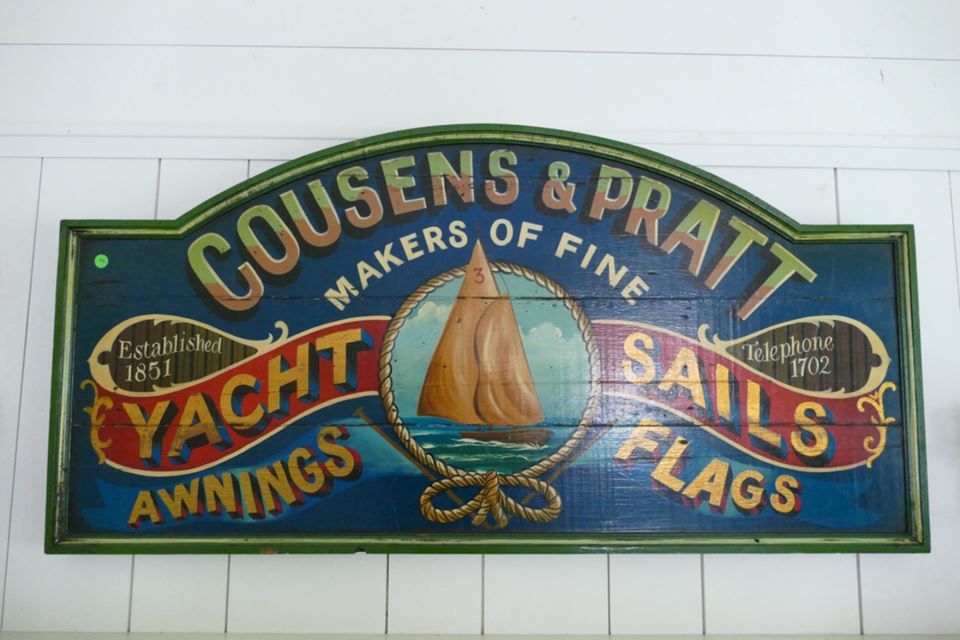 COUSENS & PRATT
MAKERS OF FINE
3
Established
1851
Telephone
1702
YACHT SAILS
AWNINGS FLAGS